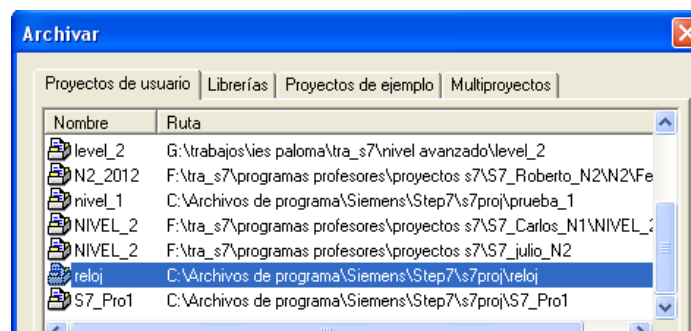 Archivar
Proyectos de usuario Librerías Proyectos de ejemplo Multiproyectos
Nombre Ruta
level_2 G:\trabajos\ies paloma\tra_s7\nivel avanzado\level_2
N2_2012 F:\tra_s7\programas profesores\proyectos s7\S7_Roberto_N2\N2\Fe
nivel_1 C:\Archivos de programa\Siemens\Step7\s7proj\prueba_1
NIVEL_2 F:\tra_s7\programas profesores\proyectos s7\S7_Carlos_N1\NIVEL_2
NIVEL_2 F:\tra_s7\programas profesores\proyectos s7\S7_julio_N2
reloj C:\Archivos de programa\Siemens\Step7\s7proj\reloj
S7_Pro1 C:\Archivos de programa\Siemens\Step7\s7proj\S7_Pro1